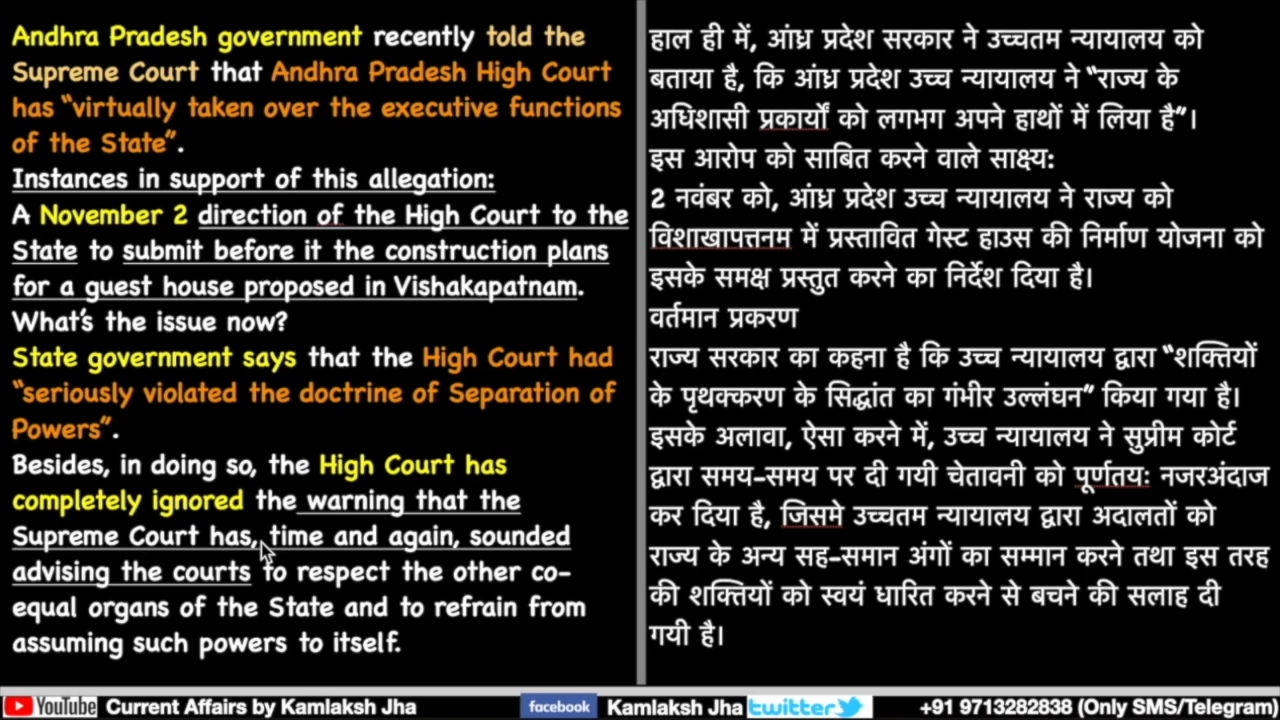 Andhra Pradesh government recently told the
Supreme Court that Andhra Pradesh High Court
has "virtually taken over the executive functions
of the State".
Instances in support of this allegation:
A November 2 direction of the High Court to the
State to submit before it the construction plans
for a guest house proposed in Vishakapatnam.
What's the issue now?
State government says that the High Court had
"seriously violated the doctrine of Separation of
Powers".
Besides, in doing so, the High Court has
completely ignored the warning that the
Supreme Court has, time and again, sounded
advising the courts to respect the other co-
equal organs of the State and to refrain from
assuming such powers to itself.
हाल ही में, आंध्र प्रदेश सरकार ने उच्चतम न्यायालय को
बताया है, कि आंध्र प्रदेश उच्च न्यायालय ने "राज्य के
अधिशासी प्रकार्यों को लगभग अपने हाथों में लिया है"।
इस आरोप को साबित करने वाले साक्ष्य:
2 नवंबर को, आंध्र प्रदेश उच्च न्यायालय ने राज्य को
विशाखापत्तनम में प्रस्तावित गेस्ट हाउस की निर्माण योजना को
इसके समक्ष प्रस्तुत करने का निर्देश दिया है।
वर्तमान प्रकरण
राज्य सरकार का कहना है कि उच्च न्यायालय द्वारा "शक्तियों
के पृथक्करण के सिद्धांत का गंभीर उल्लंघन" किया गया है।
इसके अलावा, ऐसा करने में, उच्च न्यायालय ने सुप्रीम कोर्ट
द्वारा समय-समय पर दी गयी चेतावनी को पूर्णतयः नजरअंदाज
कर दिया है, जिसमे उच्चतम न्यायालय द्वारा अदालतों को
राज्य के अन्य सह-समान अंगों का सम्मान करने तथा इस तरह
की शक्तियों को स्वयं धारित करने से बचने की सलाह दी
गयी है।
YouTube Current Affairs by Kamlaksh Jha facebook Kamlaksh Jha twitter +91 9713282838 (Only SMS/Telegram)